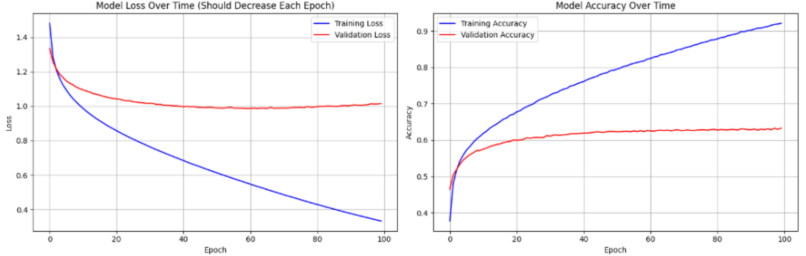 Model Loss Over Time (Should Decrease Each Epoch)
Training Loss
Validation Loss
1.4
1.2
1.0
0.8
0.6
0.4
Loss
0 20 40 60 80 100
Epoch
Model Accuracy Over Time
Training Accuracy
Validation Accuracy
0.9
0.8
0.7
0.6
0.5
0.4
Accuracy
0 20 40 60 80 100
Epoch